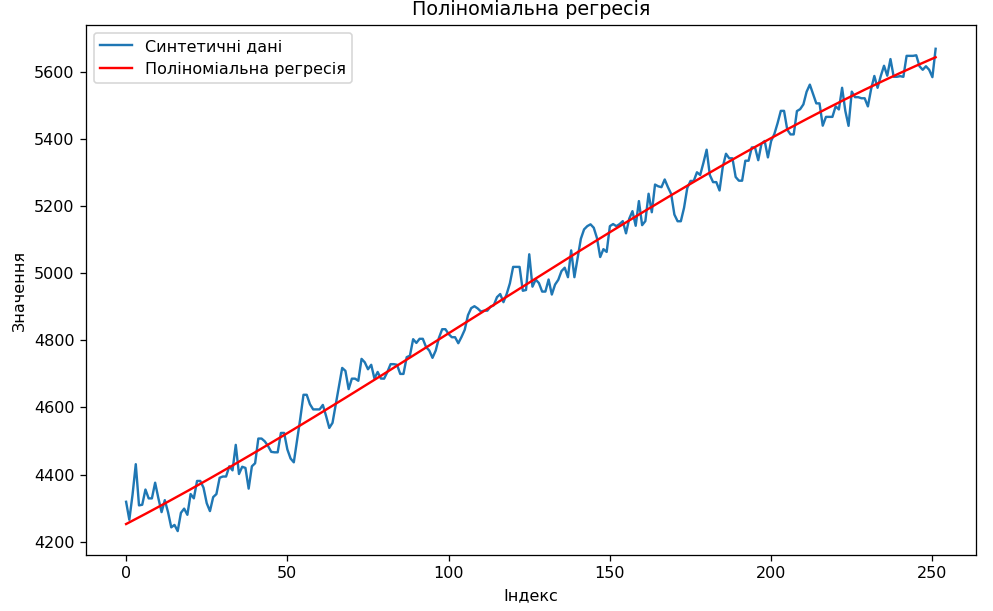 Поліноміальна регресія
Синтетичні дані
Поліноміальна регресія
Значення
5600
5400
5200
5000
4800
4600
4400
4200
0 50 100 150 200 250
Індекс